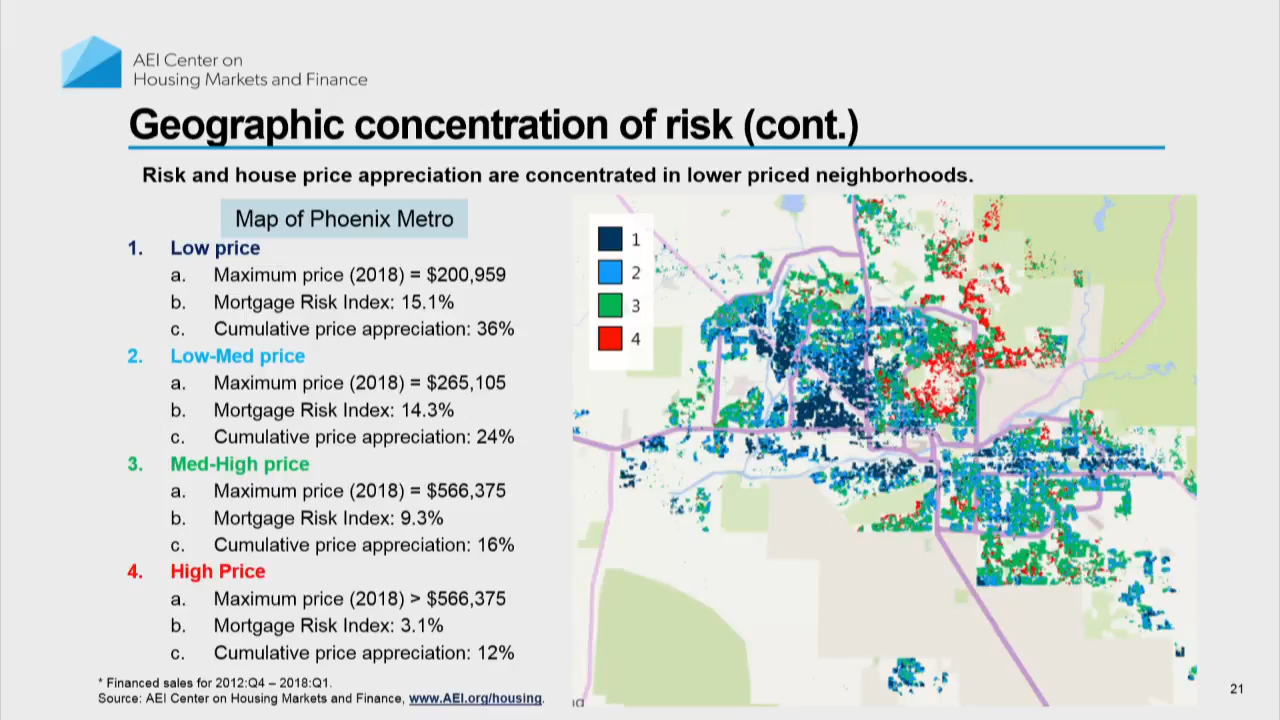 AEI Center on
Housing Markets and Finance
Geographic concentration of risk (cont.)
Risk and house price appreciation are concentrated in lower priced neighborhoods.
Map of Phoenix Metro
1. Low price
a. Maximum price (2018) = $200,959
b. Mortgage Risk Index: 15.1%
c. Cumulative price appreciation: 36%
2. Low-Med price
a. Maximum price (2018) = $265,105
b. Mortgage Risk Index: 14.3%
c. Cumulative price appreciation: 24%
3. Med-High price
a. Maximum price (2018) = $566,375
b. Mortgage Risk Index: 9.3%
c. Cumulative price appreciation: 16%
4. High Price
a. Maximum price (2018) > $566,375
b. Mortgage Risk Index: 3.1%
c. Cumulative price appreciation: 12%
1
2
3
4
* Financed sales for 2012:Q4 – 2018:Q1.
Source: AEI Center on Housing Markets and Finance, www.AEI.org/housing.
21